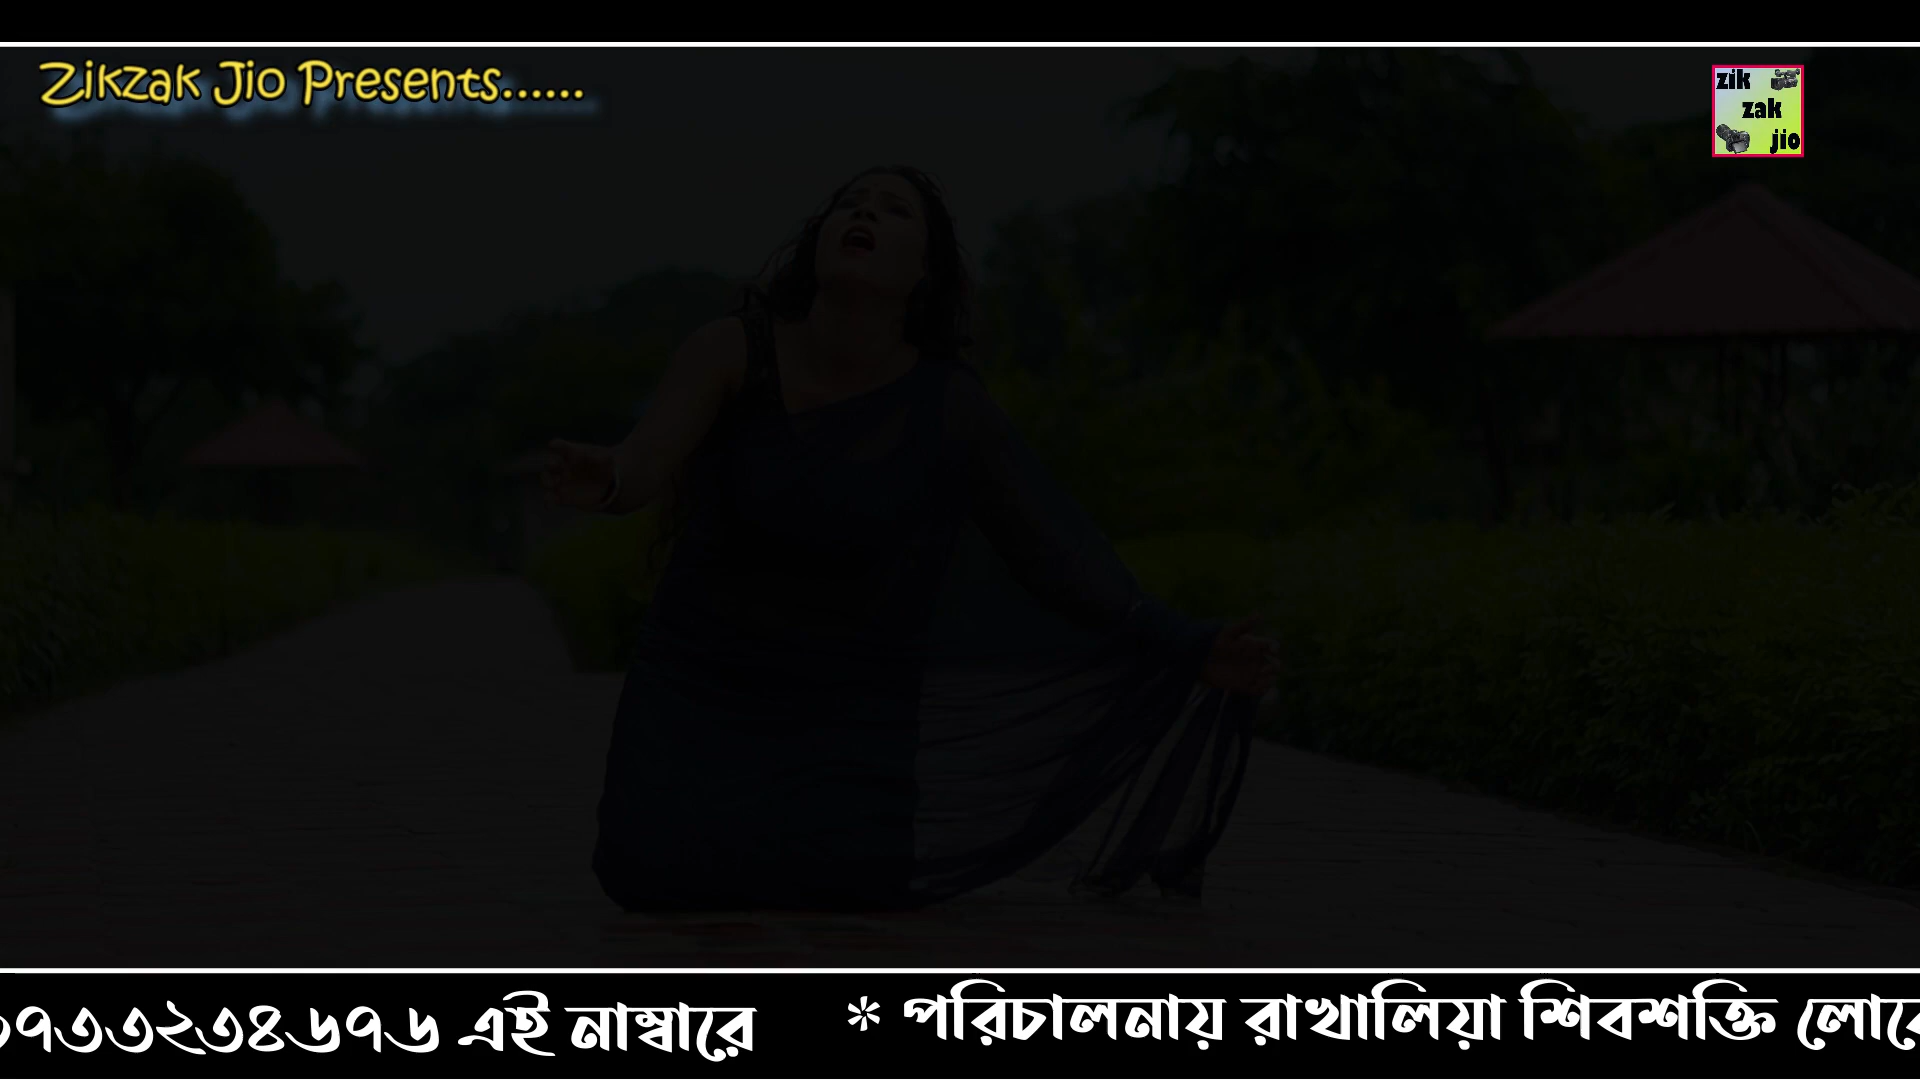 Zikzak Jio Presents......
zik
zak
jio
৭৩৩২৩৪৬৭৬ এই নাম্বারে * পরিচালনায় রাখালিয়া শিবশক্তি